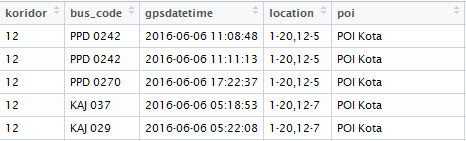 koridor bus_code gpsdatetime location poi
12 PPD 0242 2016-06-06 11:08:48 1-20,12-5 POI Kota
12 PPD 0242 2016-06-06 11:11:13 1-20,12-5 POI Kota
12 PPD 0270 2016-06-06 17:22:37 1-20,12-5 POI Kota
12 KAJ 037 2016-06-06 05:18:53 1-20,12-7 POI Kota
12 KAJ 029 2016-06-06 05:22:08 1-20,12-7 POI Kota